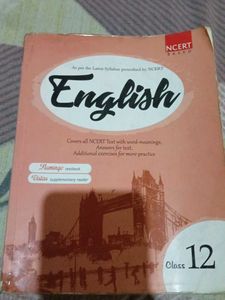 As per the Latest Syllabus prescribed by NCERT
NCERT
BASED
English
Covers all NCERT Text with word-meanings,
Answers for text,
Additional exercises for more practice
Flamingo textbook
Vistas supplementary reader
Class 12